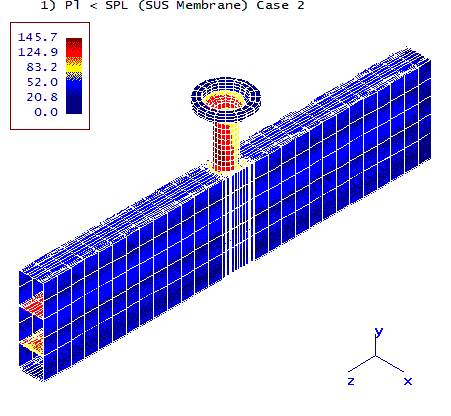 1) Pl < SPL (SUS Membrane) Case 2
145.7
124.9
83.2
52.0
20.8
0.0
y
z x